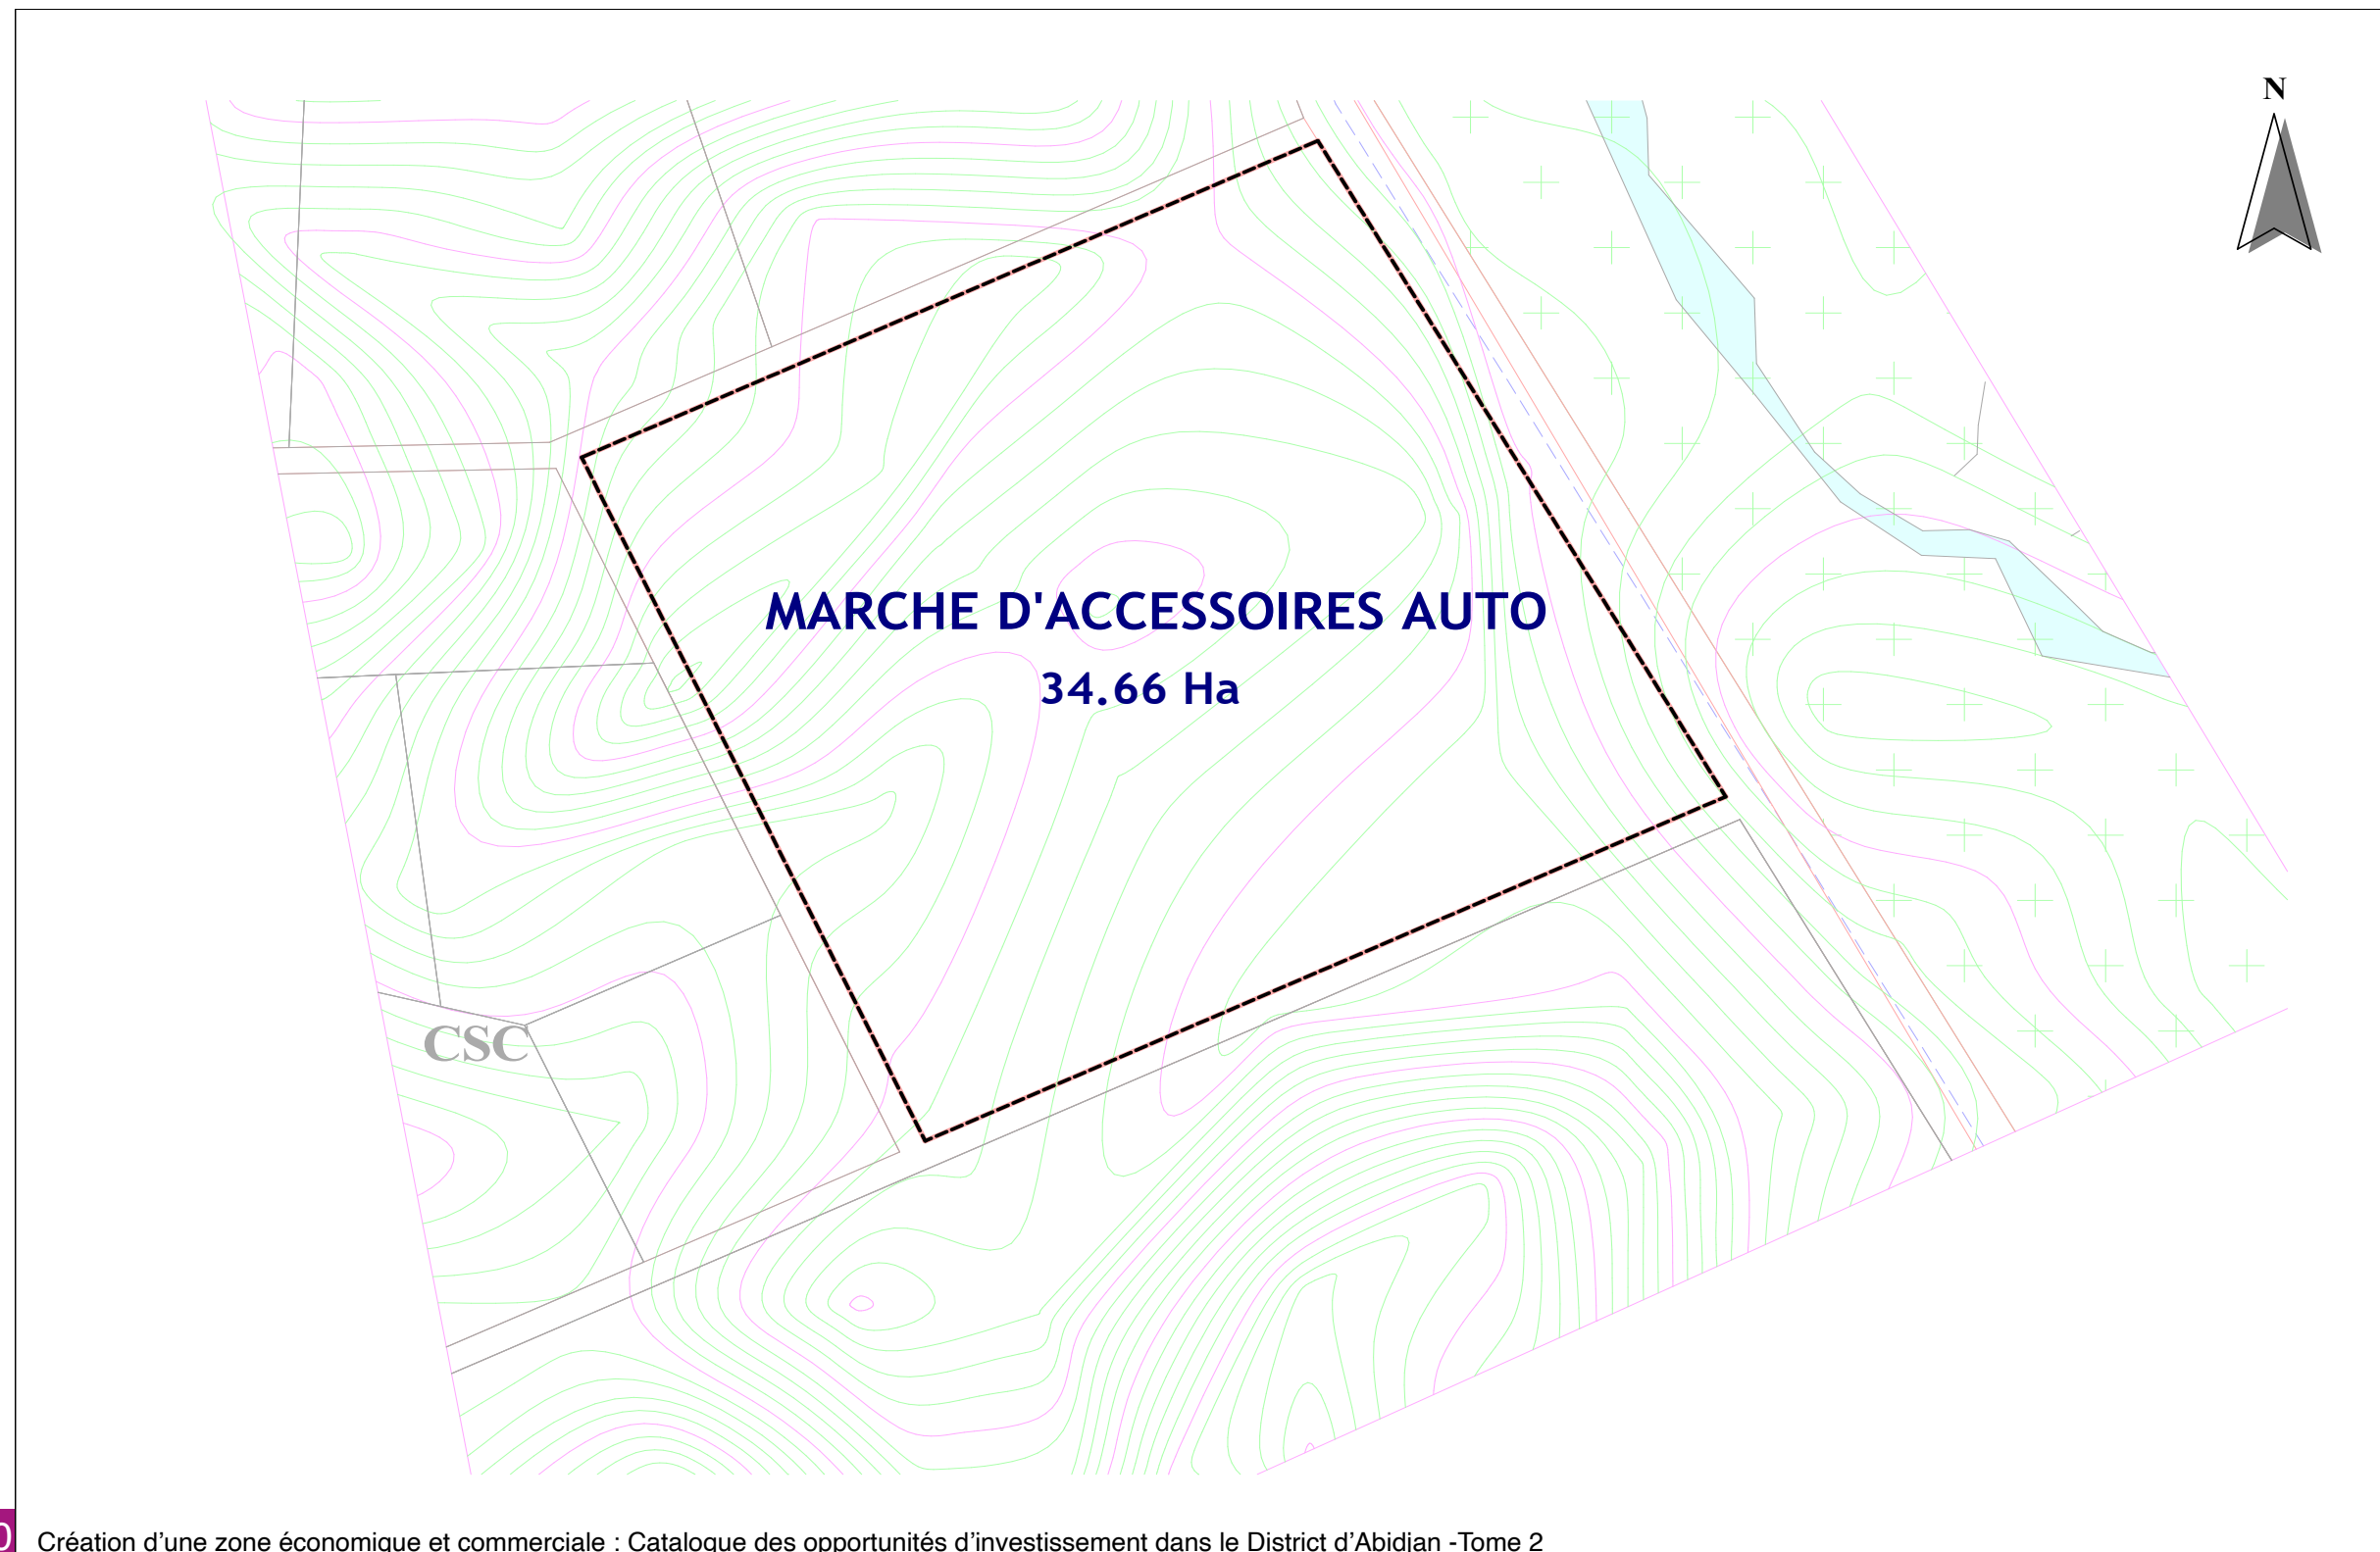 N
MARCHE D'ACCESSOIRES AUTO
34.66 Ha
CSC
0 Création d’une zone économique et commerciale : Catalogue des opportunités d’investissement dans le District d’Abidjan -Tome 2